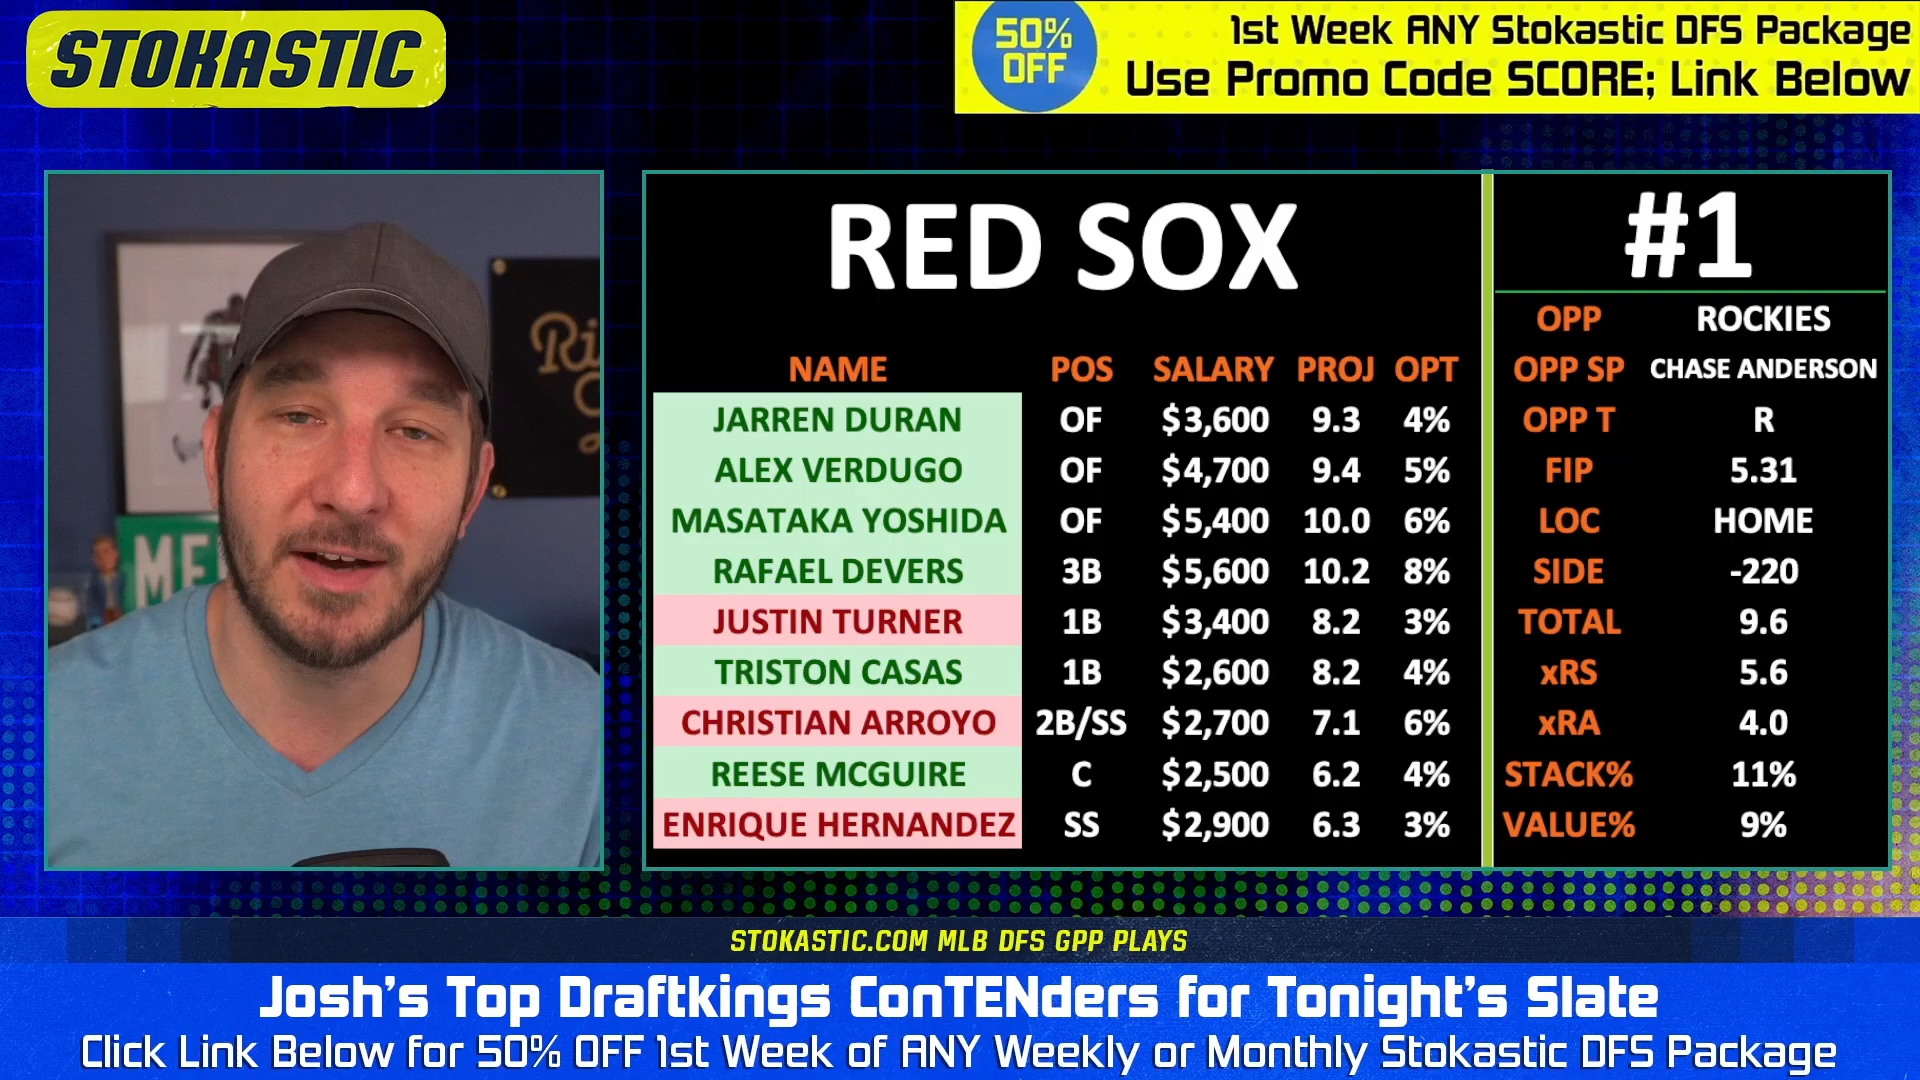 STOKASTIC
50%
OFF
1st Week ANY Stokastic DFS Package
Use Promo Code SCORE; Link Below
ME
RED SOX
NAME POS SALARY PROJ OPT
JARREN DURAN OF $3,600 9.3 4%
ALEX VERDUGO OF $4,700 9.4 5%
MASATAKA YOSHIDA OF $5,400 10.0 6%
RAFAEL DEVERS 3B $5,600 10.2 8%
JUSTIN TURNER 1B $3,400 8.2 3%
TRISTON CASAS 1B $2,600 8.2 4%
CHRISTIAN ARROYO 2B/SS $2,700 7.1 6%
REESE MCGUIRE C $2,500 6.2 4%
ENRIQUE HERNANDEZ SS $2,900 6.3 3%
#1
OPP ROCKIES
OPP SP CHASE ANDERSON
OPP T R
FIP 5.31
LOC HOME
SIDE -220
TOTAL 9.6
xRS 5.6
xRA 4.0
STACK% 11%
VALUE% 9%
STOKASTIC.COM MLB DFS GPP PLAYS
Josh's Top Draftkings ConTENders for Tonight's Slate
Click Link Below for 50% OFF 1st Week of ANY Weekly or Monthly Stokastic DFS Package